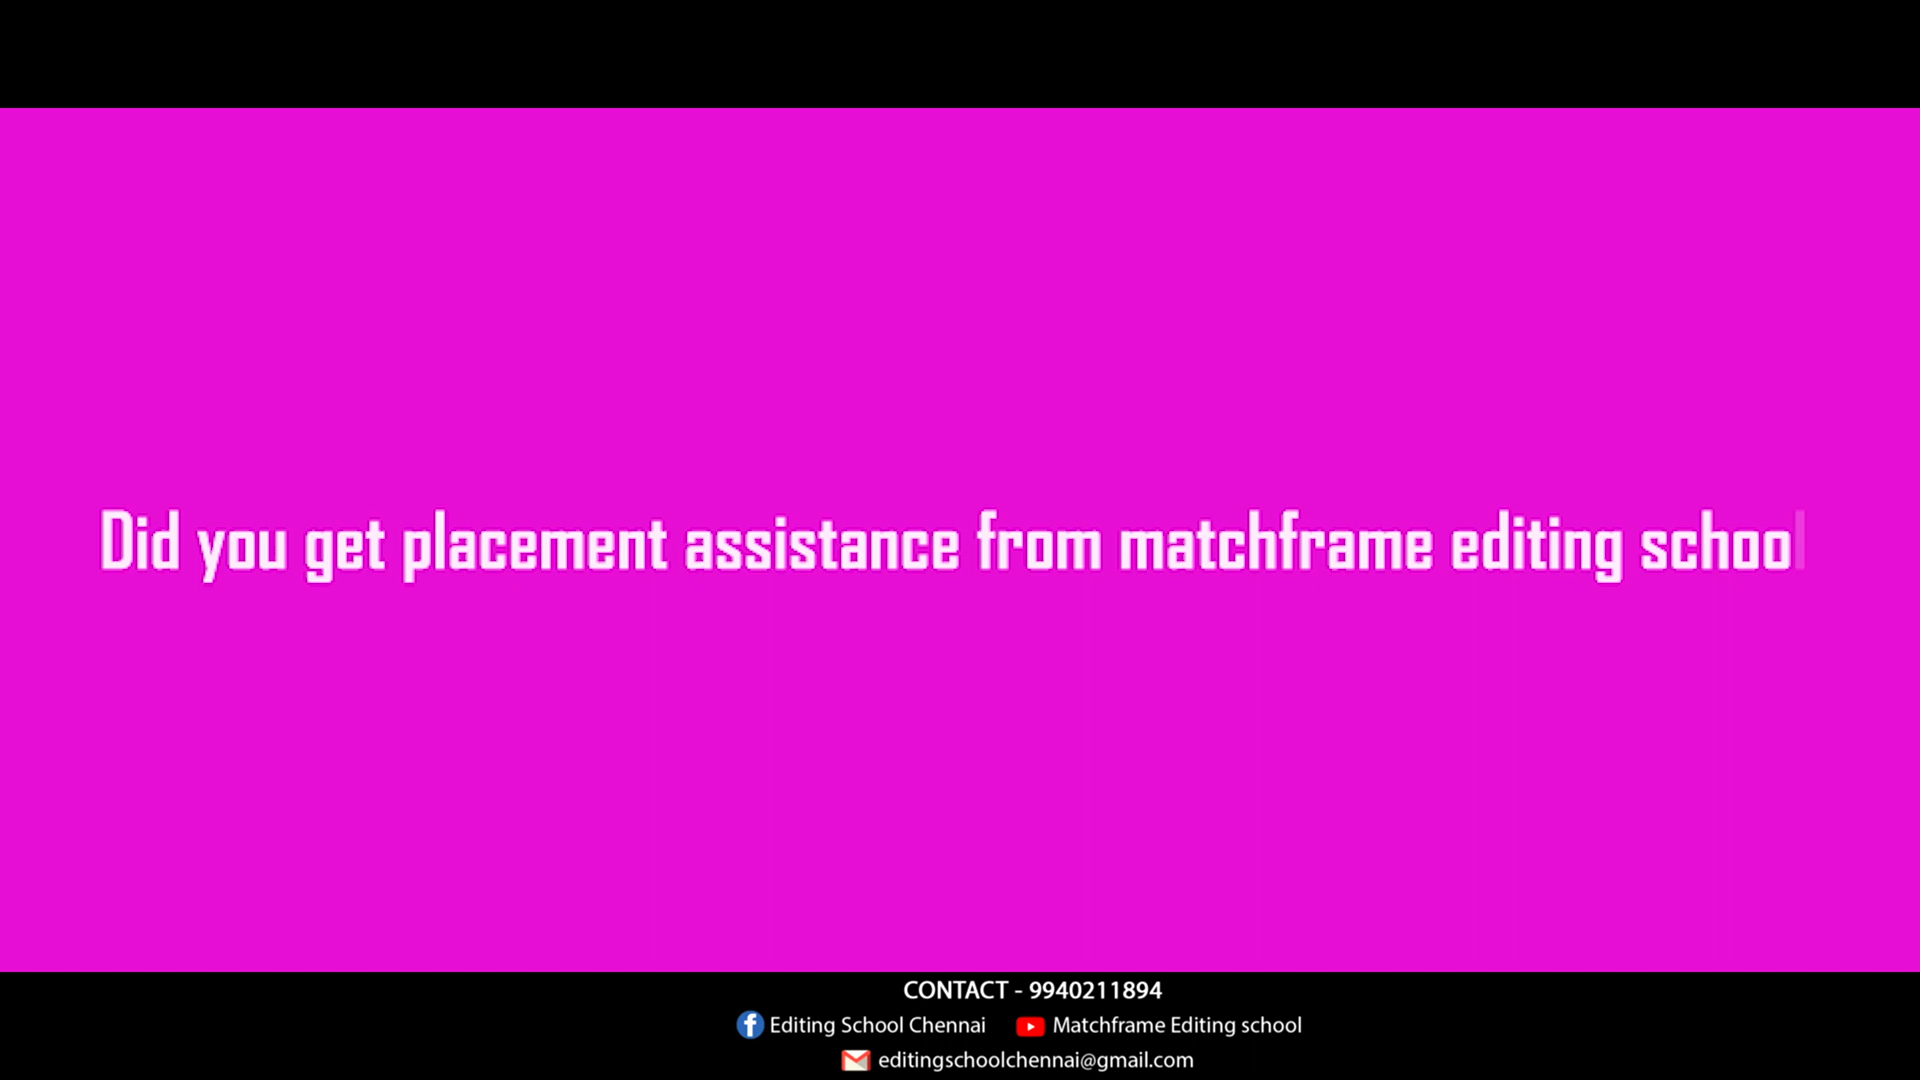 Did you get placement assistance from matchframe editing school
CONTACT - 9940211894
Editing School Chennai Matchframe Editing school
editingschoolchennai@gmail.com